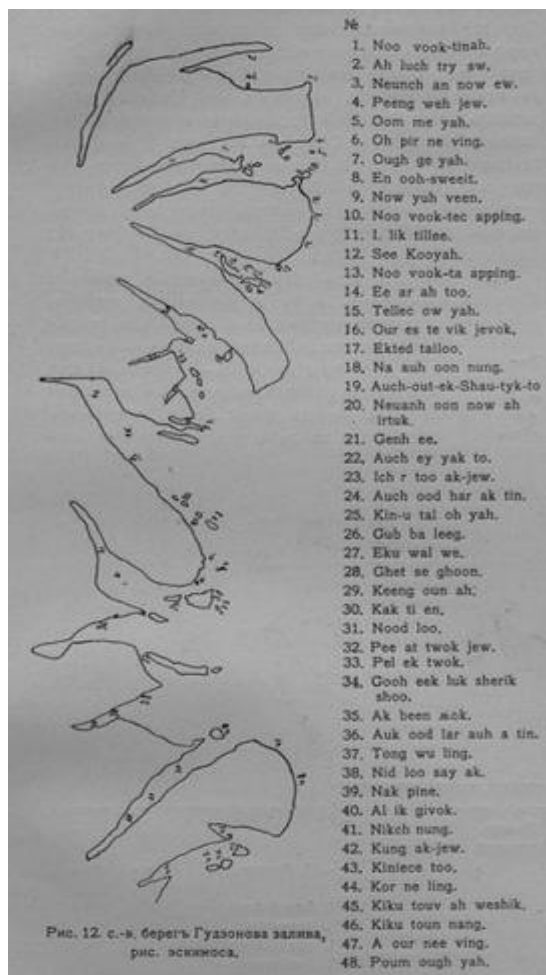 №
1. Noo vook-tinah.
2. Ah luch try sw.
3. Neunch an now ew.
4. Peeng weh jew.
5. Oom me yah.
6. Oh pir ne ving.
7. Ough ge yah.
8. En ooh-sweeit.
9. Now yuh veen.
10. Noo vook-tec apping.
11. I. lik tillee.
12. See Kooyah.
13. Noo vook-ta apping.
14. Ee ar ah too.
15. Tellec ow yah.
16. Our es te vik jevok.
17. Ekted talloo.
18. Na auh oon nung.
19. Auch-out-ek-Shau-tyk-to
20. Neuanh oon now ah
irtuk.
21. Genh ee.
22. Auch ey yak to.
23. Ich r too ak-jew.
24. Auch ood har ak tin.
25. Kin-u tal oh yah.
26. Gub ba leeg.
27. Eku wal we.
28. Ghet se ghoon.
29. Keeng oun ah.
30. Kak ti en.
31. Nood loo.
32. Pee at twok jew.
33. Pel ek twok.
34. Gooh eek luk sherik
shoo.
35. Ak been жok.
36. Auk ood lar auh a tin.
37. Tong wu ling.
38. Nid loo say ak.
39. Nak pine.
40. Al ik givok.
41. Nikch nung.
42. Kung ak-jew.
43. Kiniece too.
44. Kor ne ling.
45. Kiku touv ah weshik.
46. Kiku toun nang.
47. A our nee ving.
48. Poum ough yah.
Рис. 12. с.-в. берегъ Гудзонова залива,
рис. эскимоса.